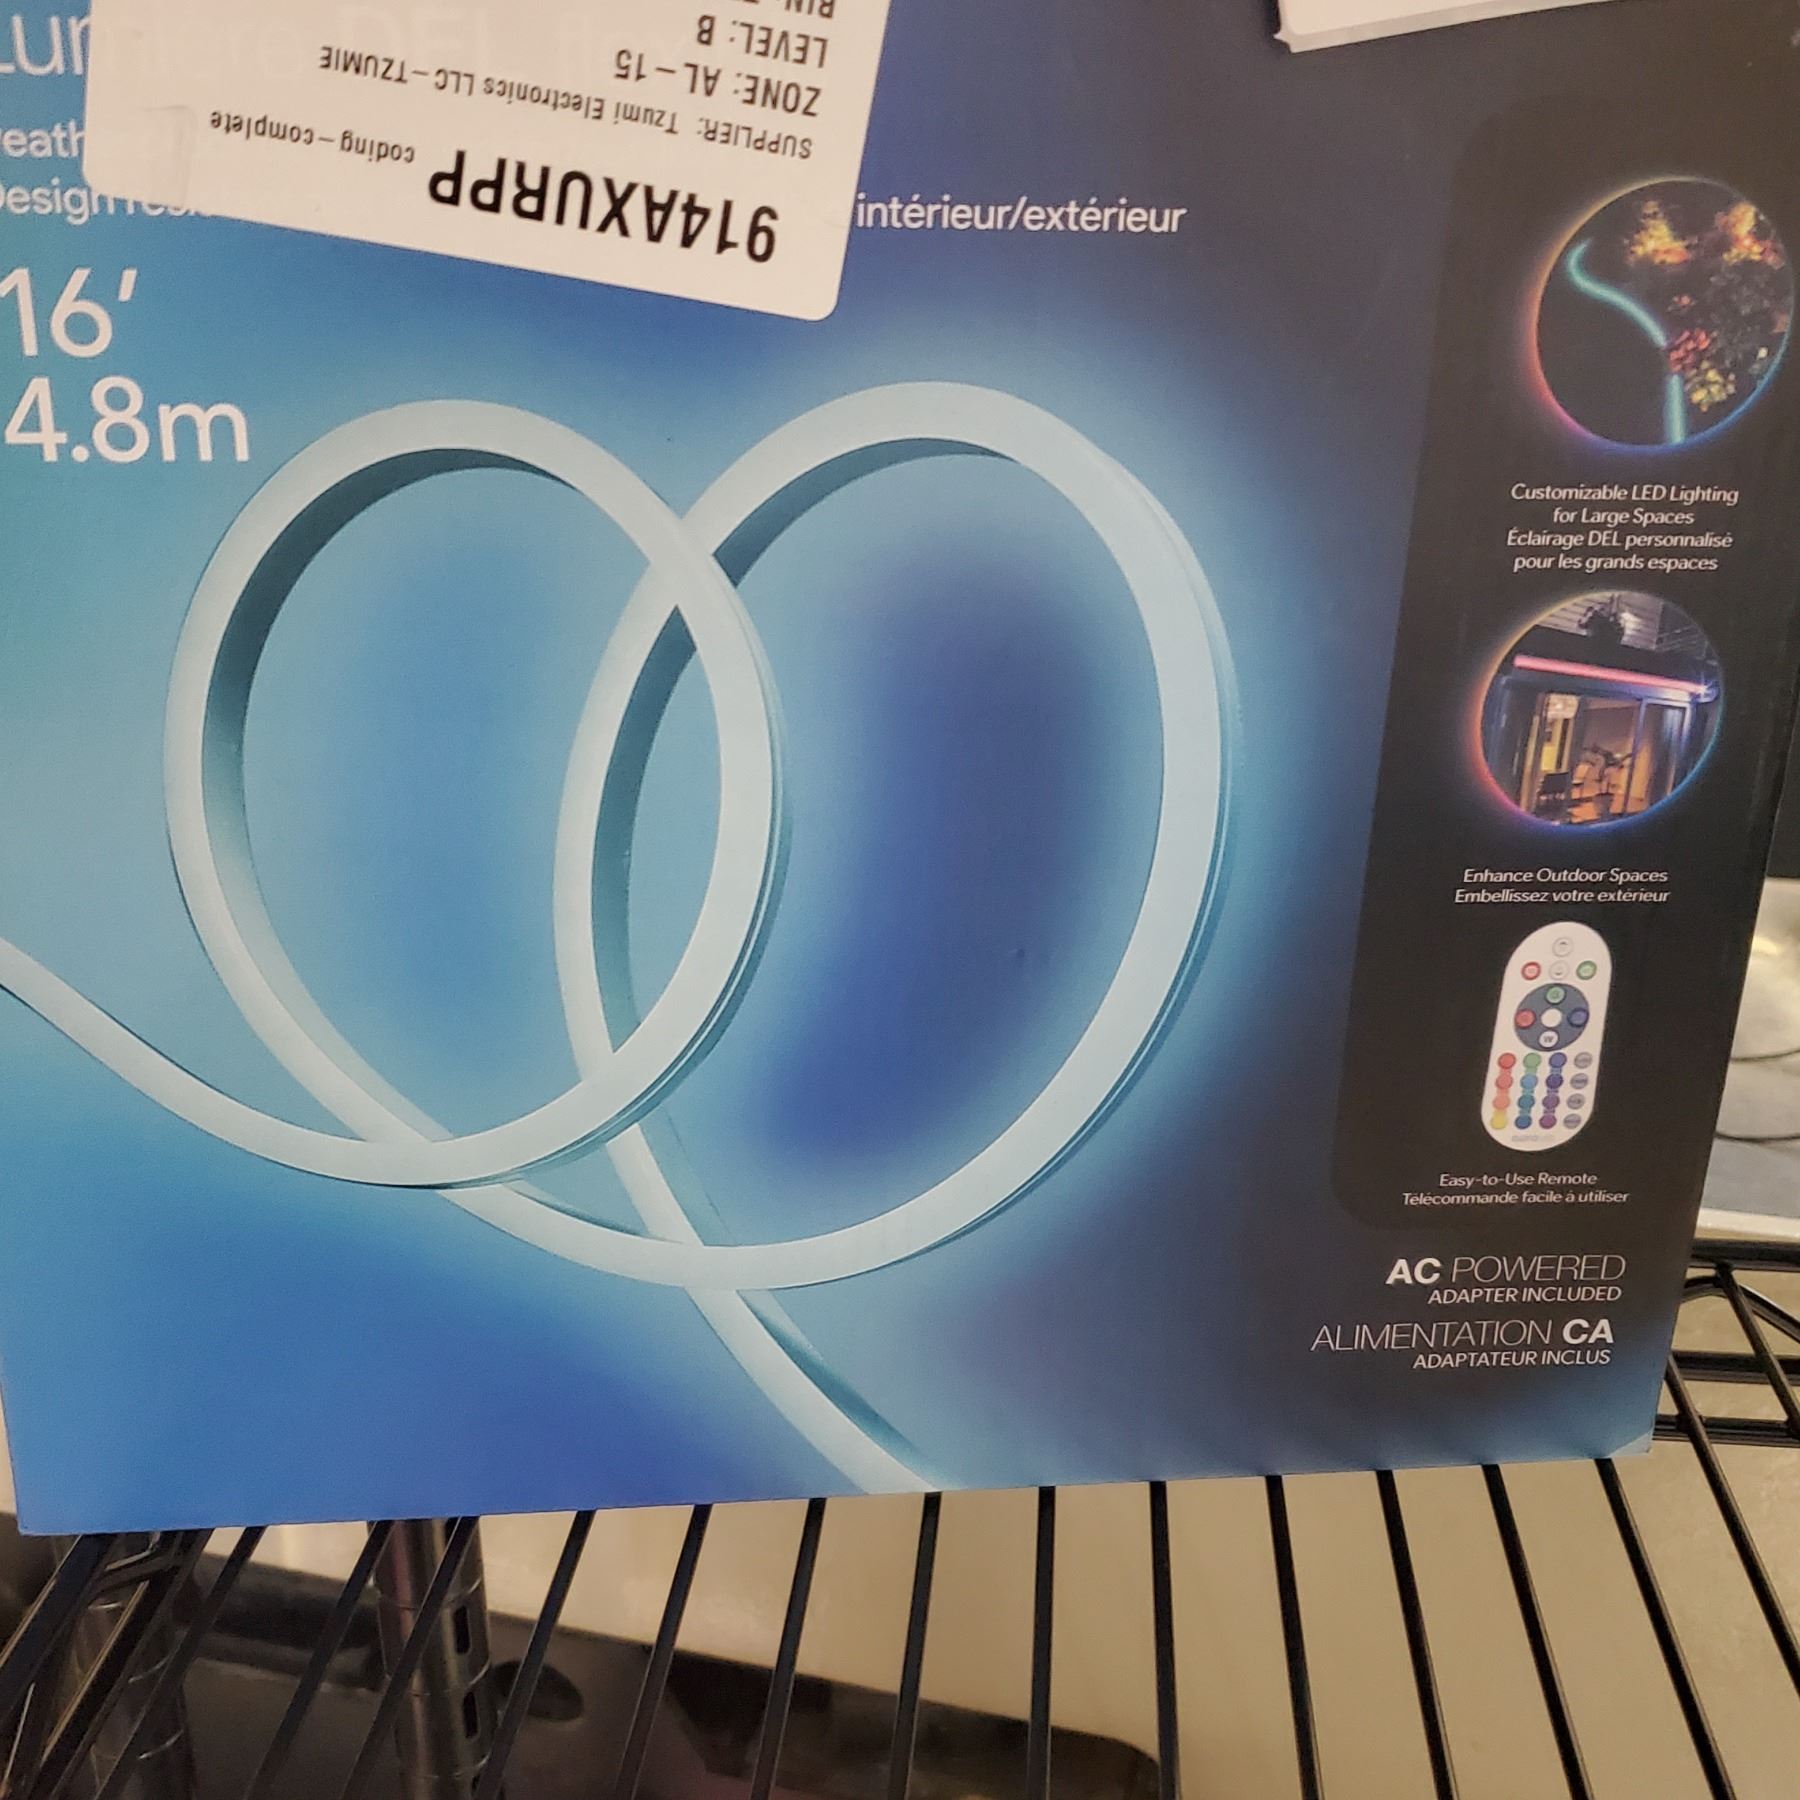 914AXURPP coding-complete
SUPPLIER: Tzumi Electronics LLC-TZUMIE
ZONE: AL-15
LEVEL: B
intérieur/extérieur
16'
4.8m
Customizable LED Lighting
for Large Spaces
Éclairage DEL personnalisé
pour les grands espaces
Enhance Outdoor Spaces
Embellissez votre extérieur
W
Easy-to-Use Remote
Télécommande facile à utiliser
AC POWERED
ADAPTER INCLUDED
ALIMENTATION CA
ADAPTATEUR INCLUS